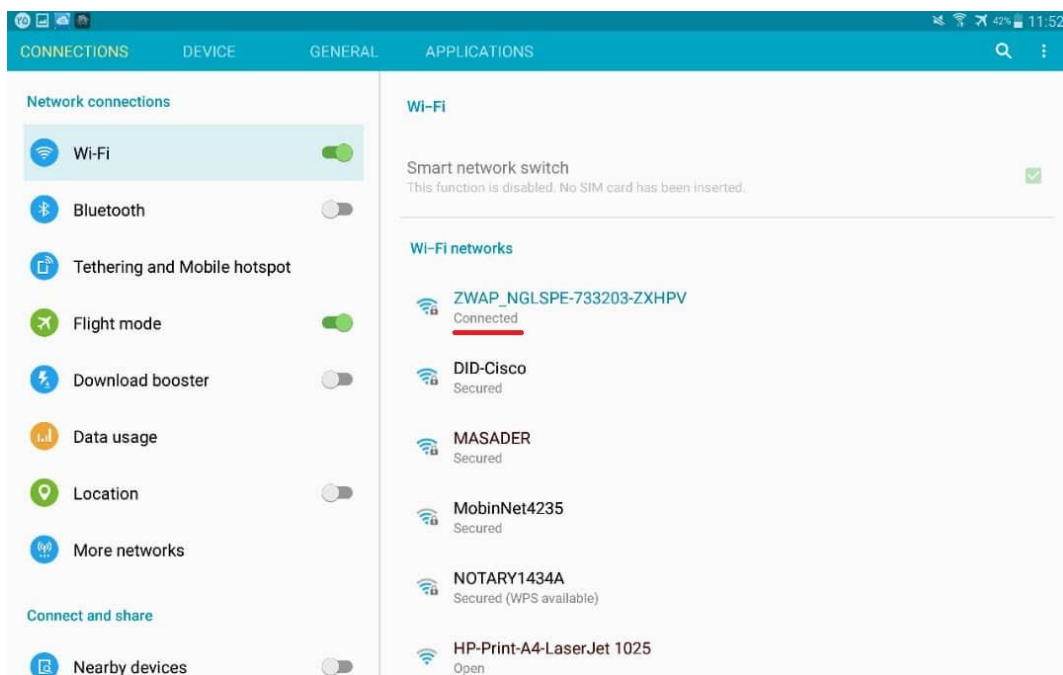 42% 11:52
CONNECTIONS DEVICE GENERAL APPLICATIONS
Network connections
Wi-Fi
Bluetooth
Tethering and Mobile hotspot
Flight mode
Download booster
Data usage
Location
More networks
Connect and share
Nearby devices
Wi-Fi
Smart network switch
This function is disabled. No SIM card has been inserted.
Wi-Fi networks
ZWAP_NGLSPE-733203-ZXHPV
Connected
DID-Cisco
Secured
MASADER
Secured
MobinNet4235
Secured
NOTARY1434A
Secured (WPS available)
HP-Print-A4-LaserJet 1025
Open